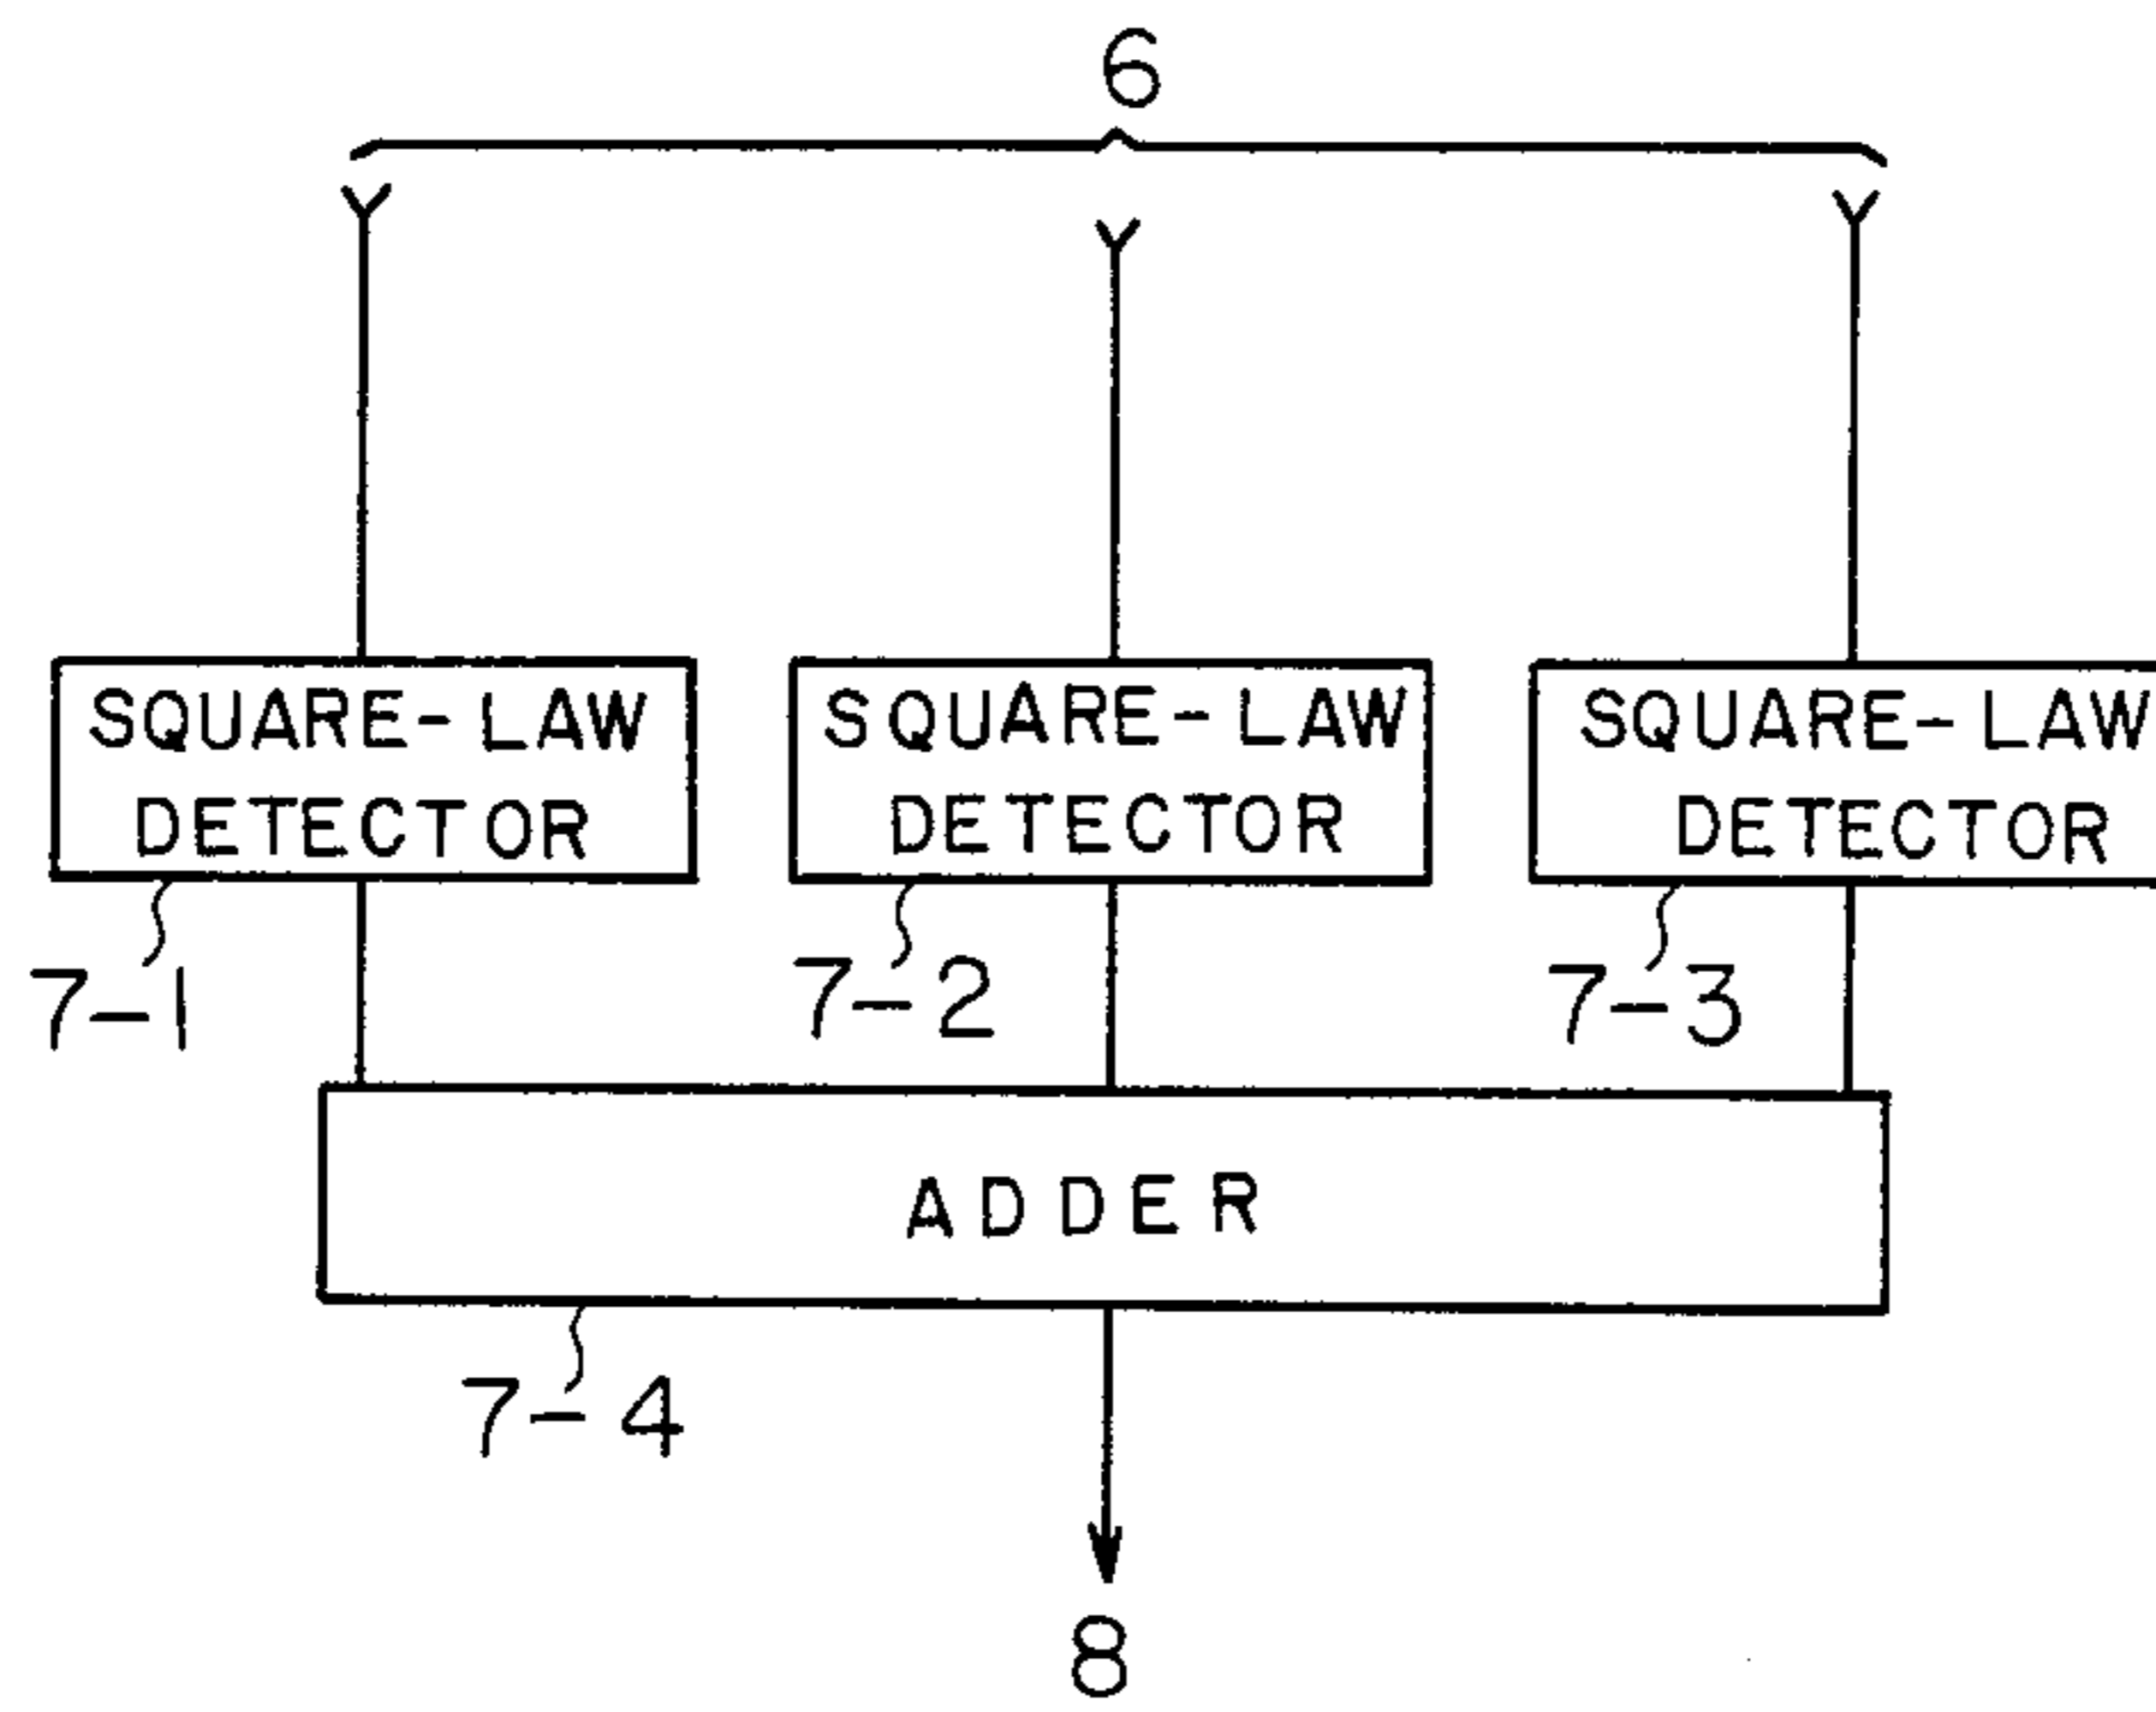 6
SQUARE-LAW
DETECTOR
SQUARE-LAW
DETECTOR
SQUARE-LAW
DETECTOR
7-1
7-2
7-3
ADDER
7-4
8